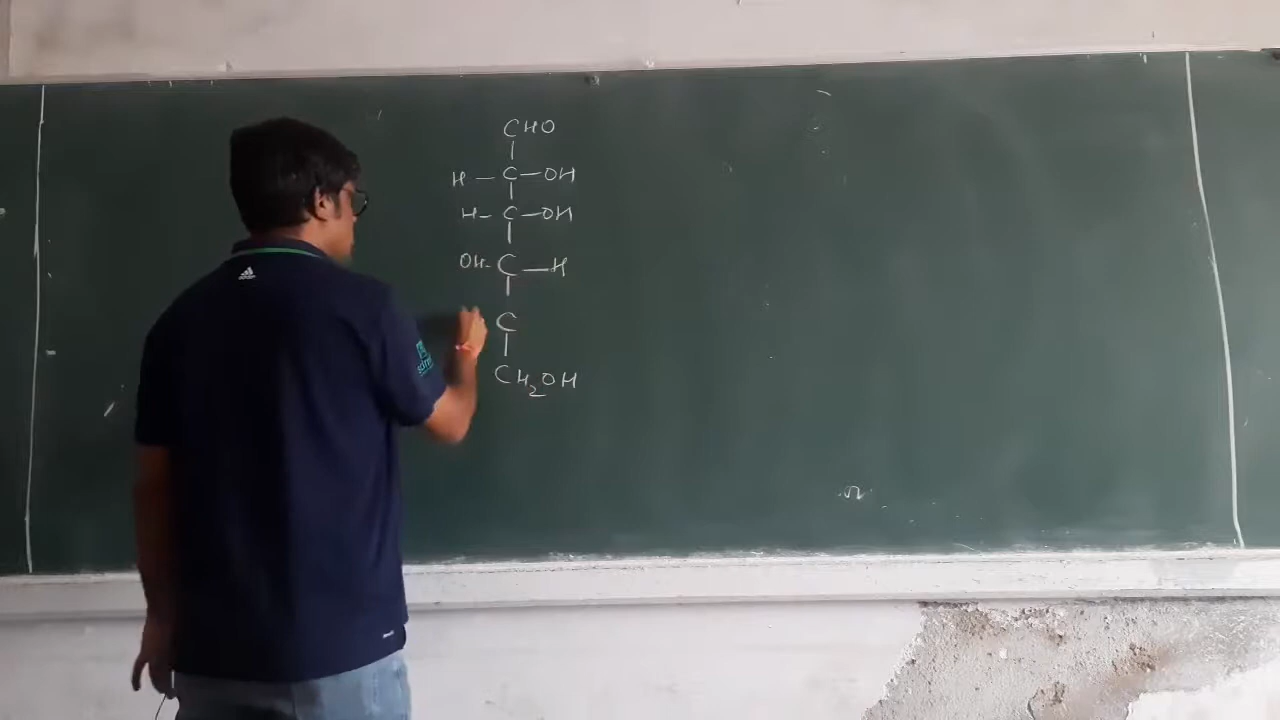 CHO
H — C — OH
H - C — OH
OH - C — H
C
CH₂OH